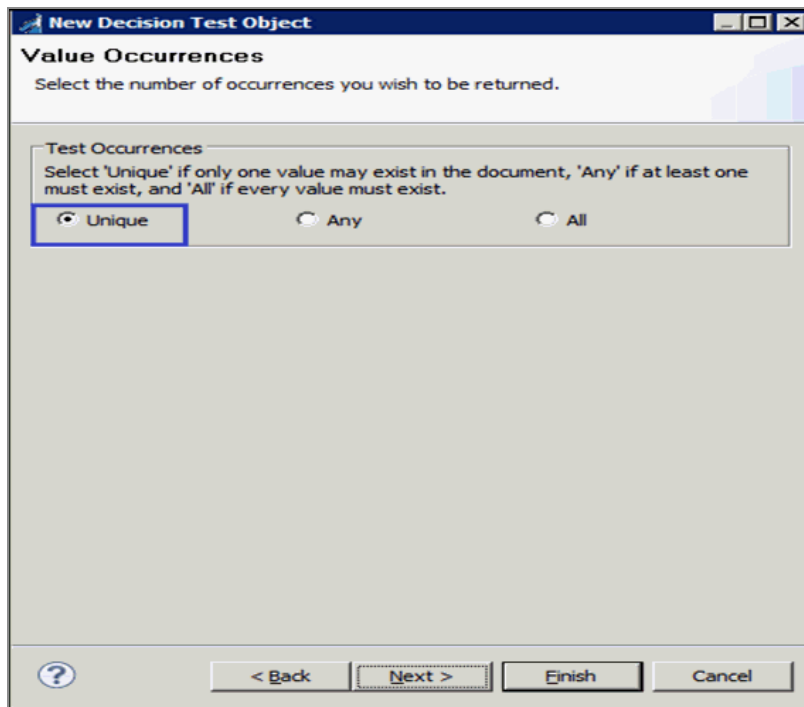 New Decision Test Object
Value Occurrences
Select the number of occurrences you wish to be returned.
Test Occurrences
Select 'Unique' if only one value may exist in the document, 'Any' if at least one
must exist, and 'All' if every value must exist.
Unique Any All
? < Back Next > Finish Cancel